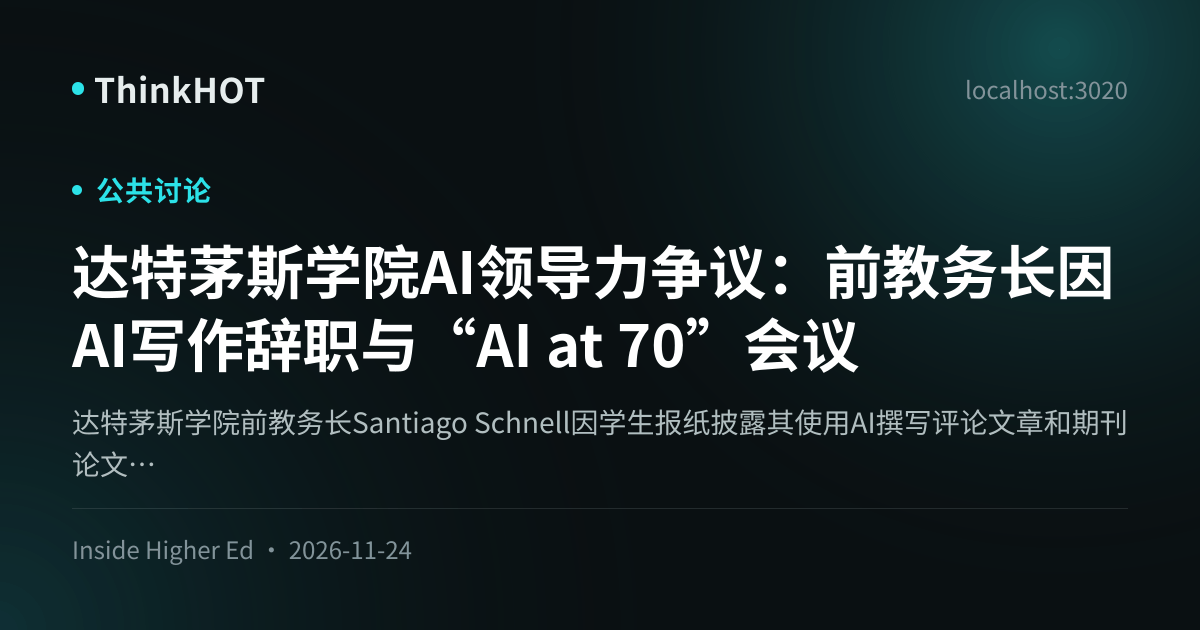 ThinkHOT
localhost:3020
公共讨论
达特茅斯学院AI领导力争议：前教务长因
AI写作辞职与“AI at 70”会议
达特茅斯学院前教务长Santiago Schnell因学生报纸披露其使用AI撰写评论文章和期刊
论文…
Inside Higher Ed · 2026-11-24